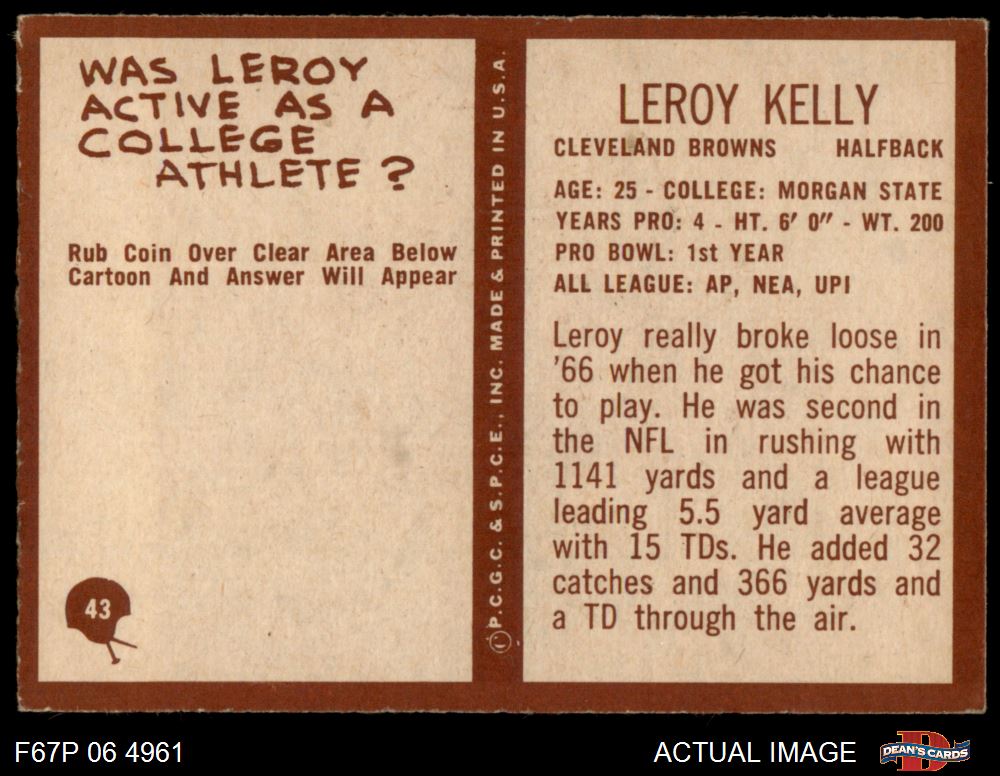 WAS LEROY
ACTIVE AS A
COLLEGE
ATHLETE?
Rub Coin Over Clear Area Below
Cartoon And Answer Will Appear
43
©P.C.G.C. & S.P.C.E., INC. MADE & PRINTED IN U.S.A.
LEROY KELLY
CLEVELAND BROWNS HALFBACK
AGE: 25 - COLLEGE: MORGAN STATE
YEARS PRO: 4 - HT. 6' 0" - WT. 200
PRO BOWL: 1st YEAR
ALL LEAGUE: AP, NEA, UPI
Leroy really broke loose in
'66 when he got his chance
to play. He was second in
the NFL in rushing with
1141 yards and a league
leading 5.5 yard average
with 15 TDs. He added 32
catches and 366 yards and
a TD through the air.
F67P 06 4961
ACTUAL IMAGE
D
DEAN'S CARDS